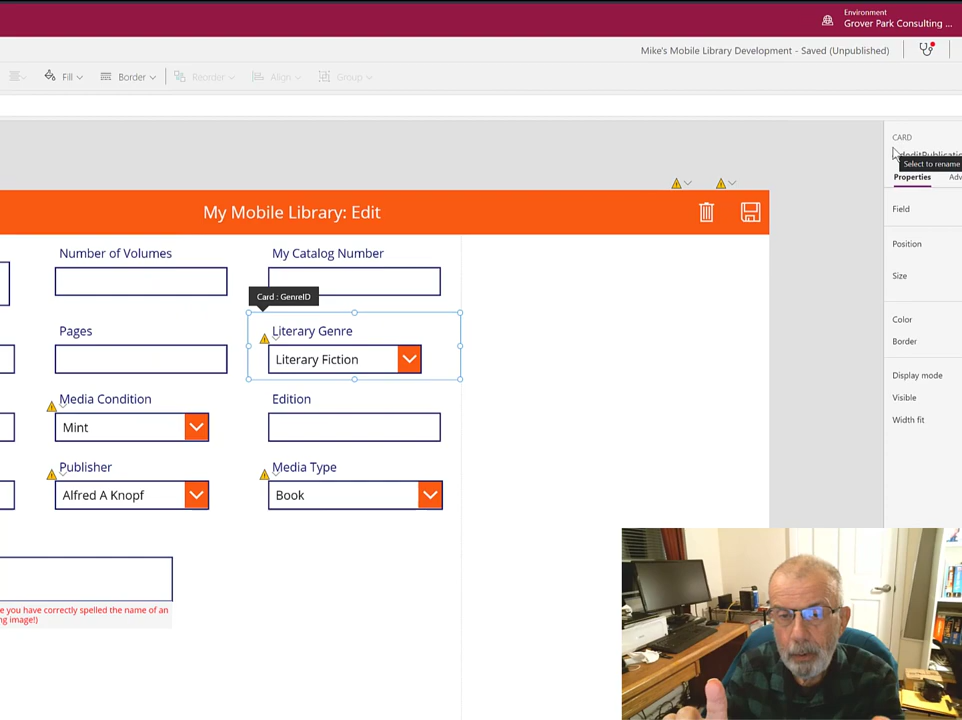 Environment
Grover Park Consulting ...
Mike's Mobile Library Development - Saved (Unpublished)
Fill
Border
Reorder
Align
Group
CARD
Select to rename
Properties
Adv
My Mobile Library: Edit
Field
Number of Volumes
My Catalog Number
Position
Size
Card : GenreID
Pages
Literary Genre
Color
Literary Fiction
Border
Display mode
Media Condition
Edition
Visible
Mint
Width fit
Publisher
Media Type
Alfred A Knopf
Book
e you have correctly spelled the name of an
ng image!)